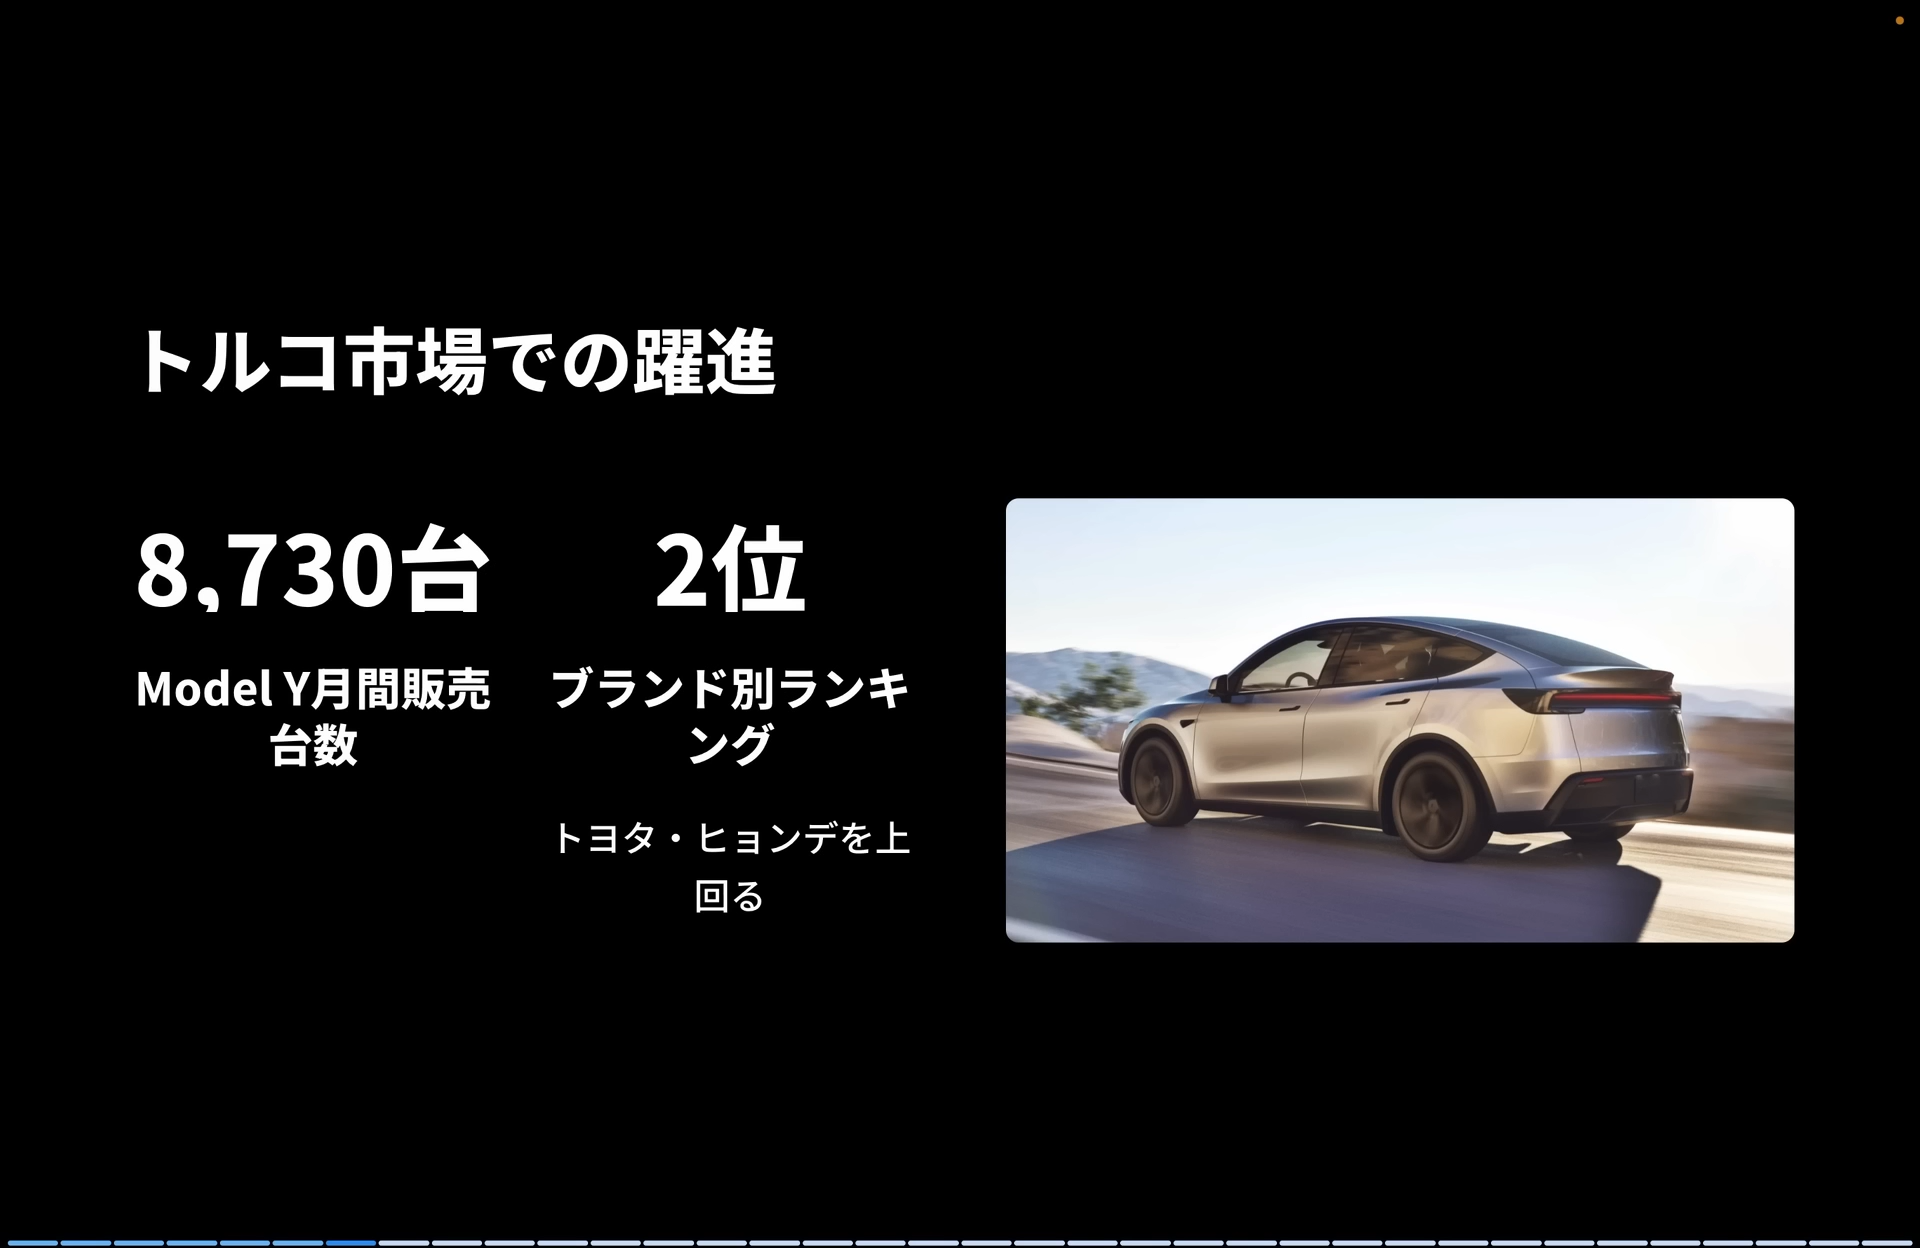 トルコ市場での躍進
8,730台
Model Y月間販売
台数
2位
ブランド別ランキ
ング
トヨタ・ヒョンデを上
回る